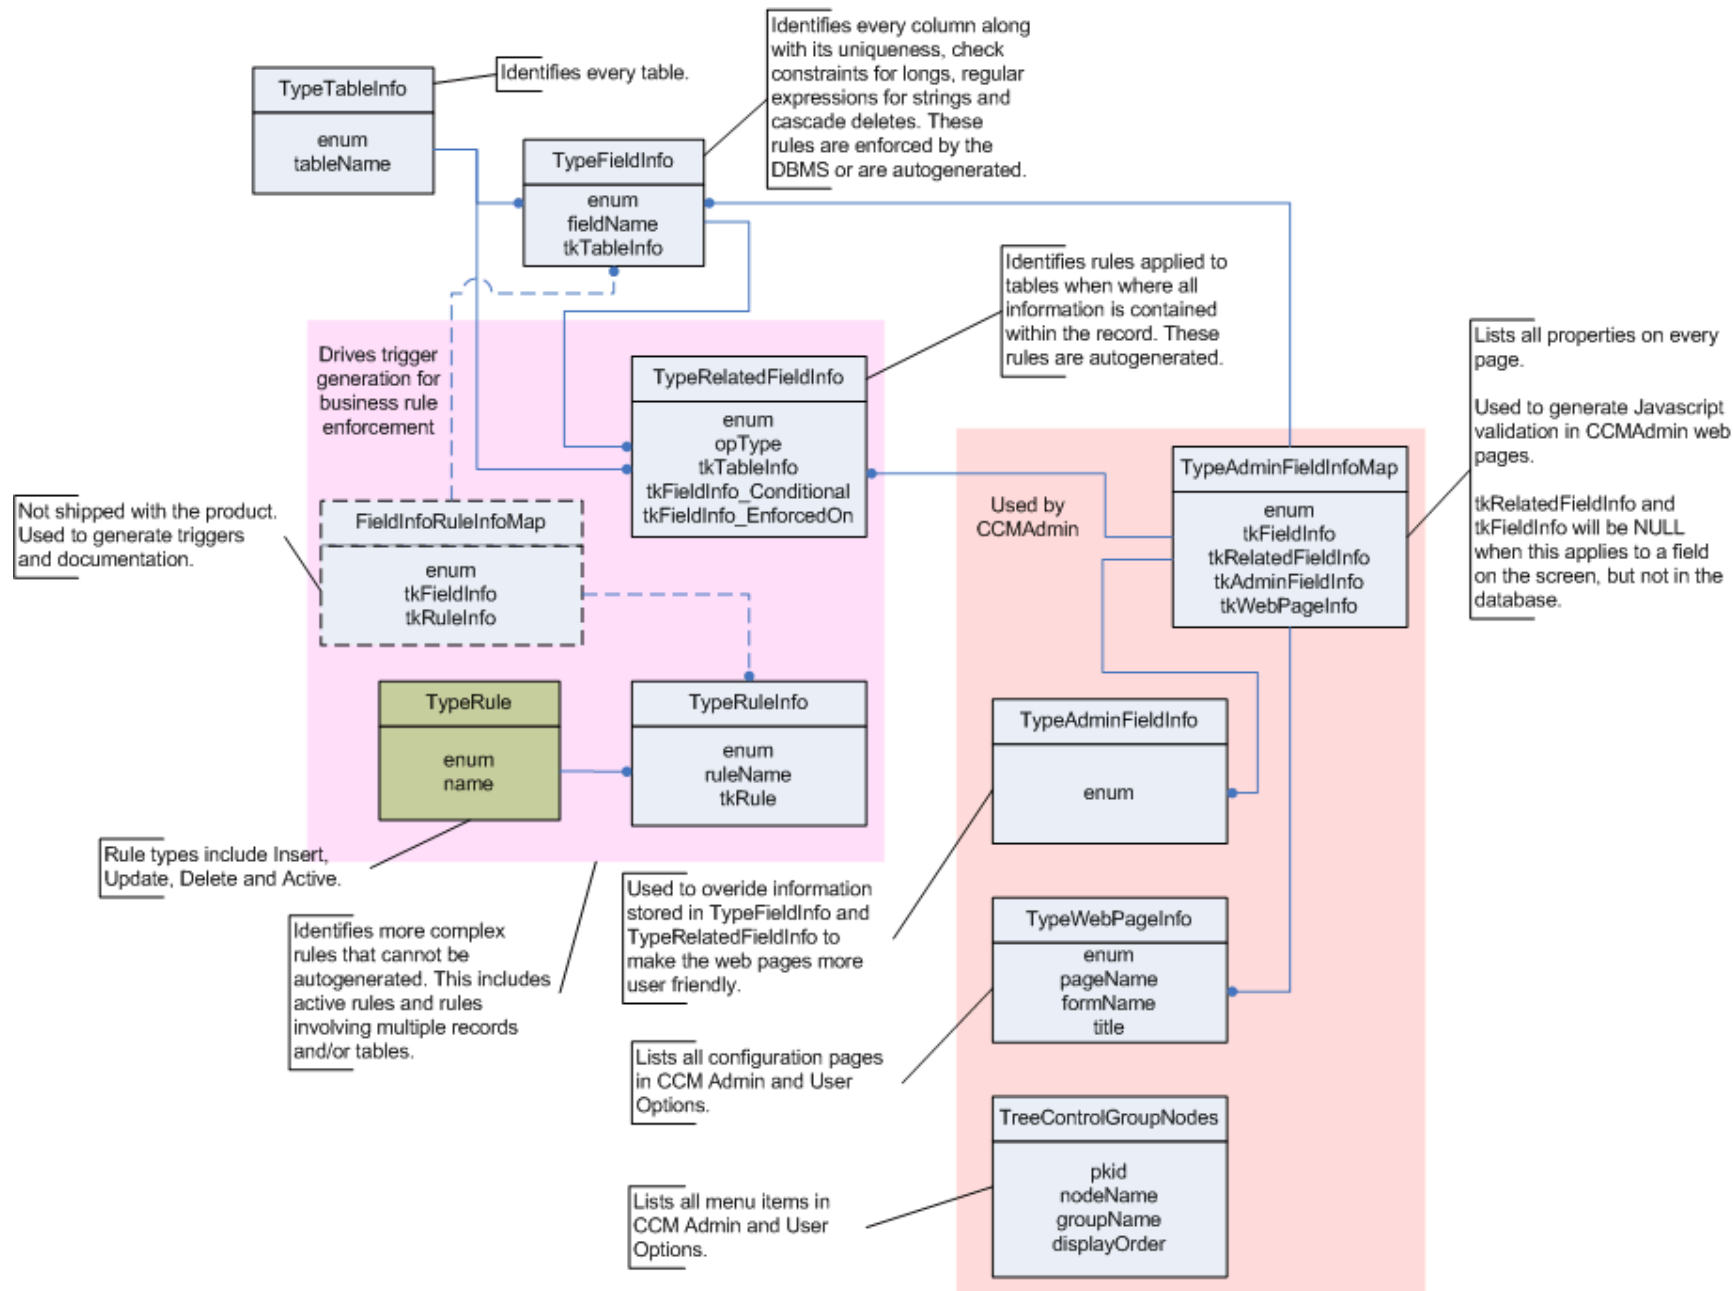 Identifies every column along
with its uniqueness, check
constraints for longs, regular
expressions for strings and
cascade deletes. These
rules are enforced by the
DBMS or are autogenerated.
Identifies every table.
TypeTableInfo
enum
tableName
TypeFieldInfo
enum
fieldName
tkTableInfo
Identifies rules applied to
tables when where all
information is contained
within the record. These
rules are autogenerated.
Lists all properties on every
page.
Used to generate Javascript
validation in CCMAdmin web
pages.
tkRelatedFieldInfo and
tkFieldInfo will be NULL
when this applies to a field
on the screen, but not in the
database.
Drives trigger
generation for
business rule
enforcement
TypeRelatedFieldInfo
enum
opType
tkTableInfo
tkFieldInfo_Conditional
tkFieldInfo_EnforcedOn
Used by
CCMAdmin
TypeAdminFieldInfoMap
enum
tkFieldInfo
tkRelatedFieldInfo
tkAdminFieldInfo
tkWebPageInfo
Not shipped with the product.
Used to generate triggers
and documentation.
FieldInfoRuleInfoMap
enum
tkFieldInfo
tkRuleInfo
TypeRule
enum
name
TypeRuleInfo
enum
ruleName
tkRule
TypeAdminFieldInfo
enum
Rule types include Insert,
Update, Delete and Active.
Identifies more complex
rules that cannot be
autogenerated. This includes
active rules and rules
involving multiple records
and/or tables.
Used to overide information
stored in TypeFieldInfo and
TypeRelatedFieldInfo to
make the web pages more
user friendly.
TypeWebPageInfo
enum
pageName
formName
title
Lists all configuration pages
in CCM Admin and User
Options.
TreeControlGroupNodes
pkid
nodeName
groupName
displayOrder
Lists all menu items in
CCM Admin and User
Options.